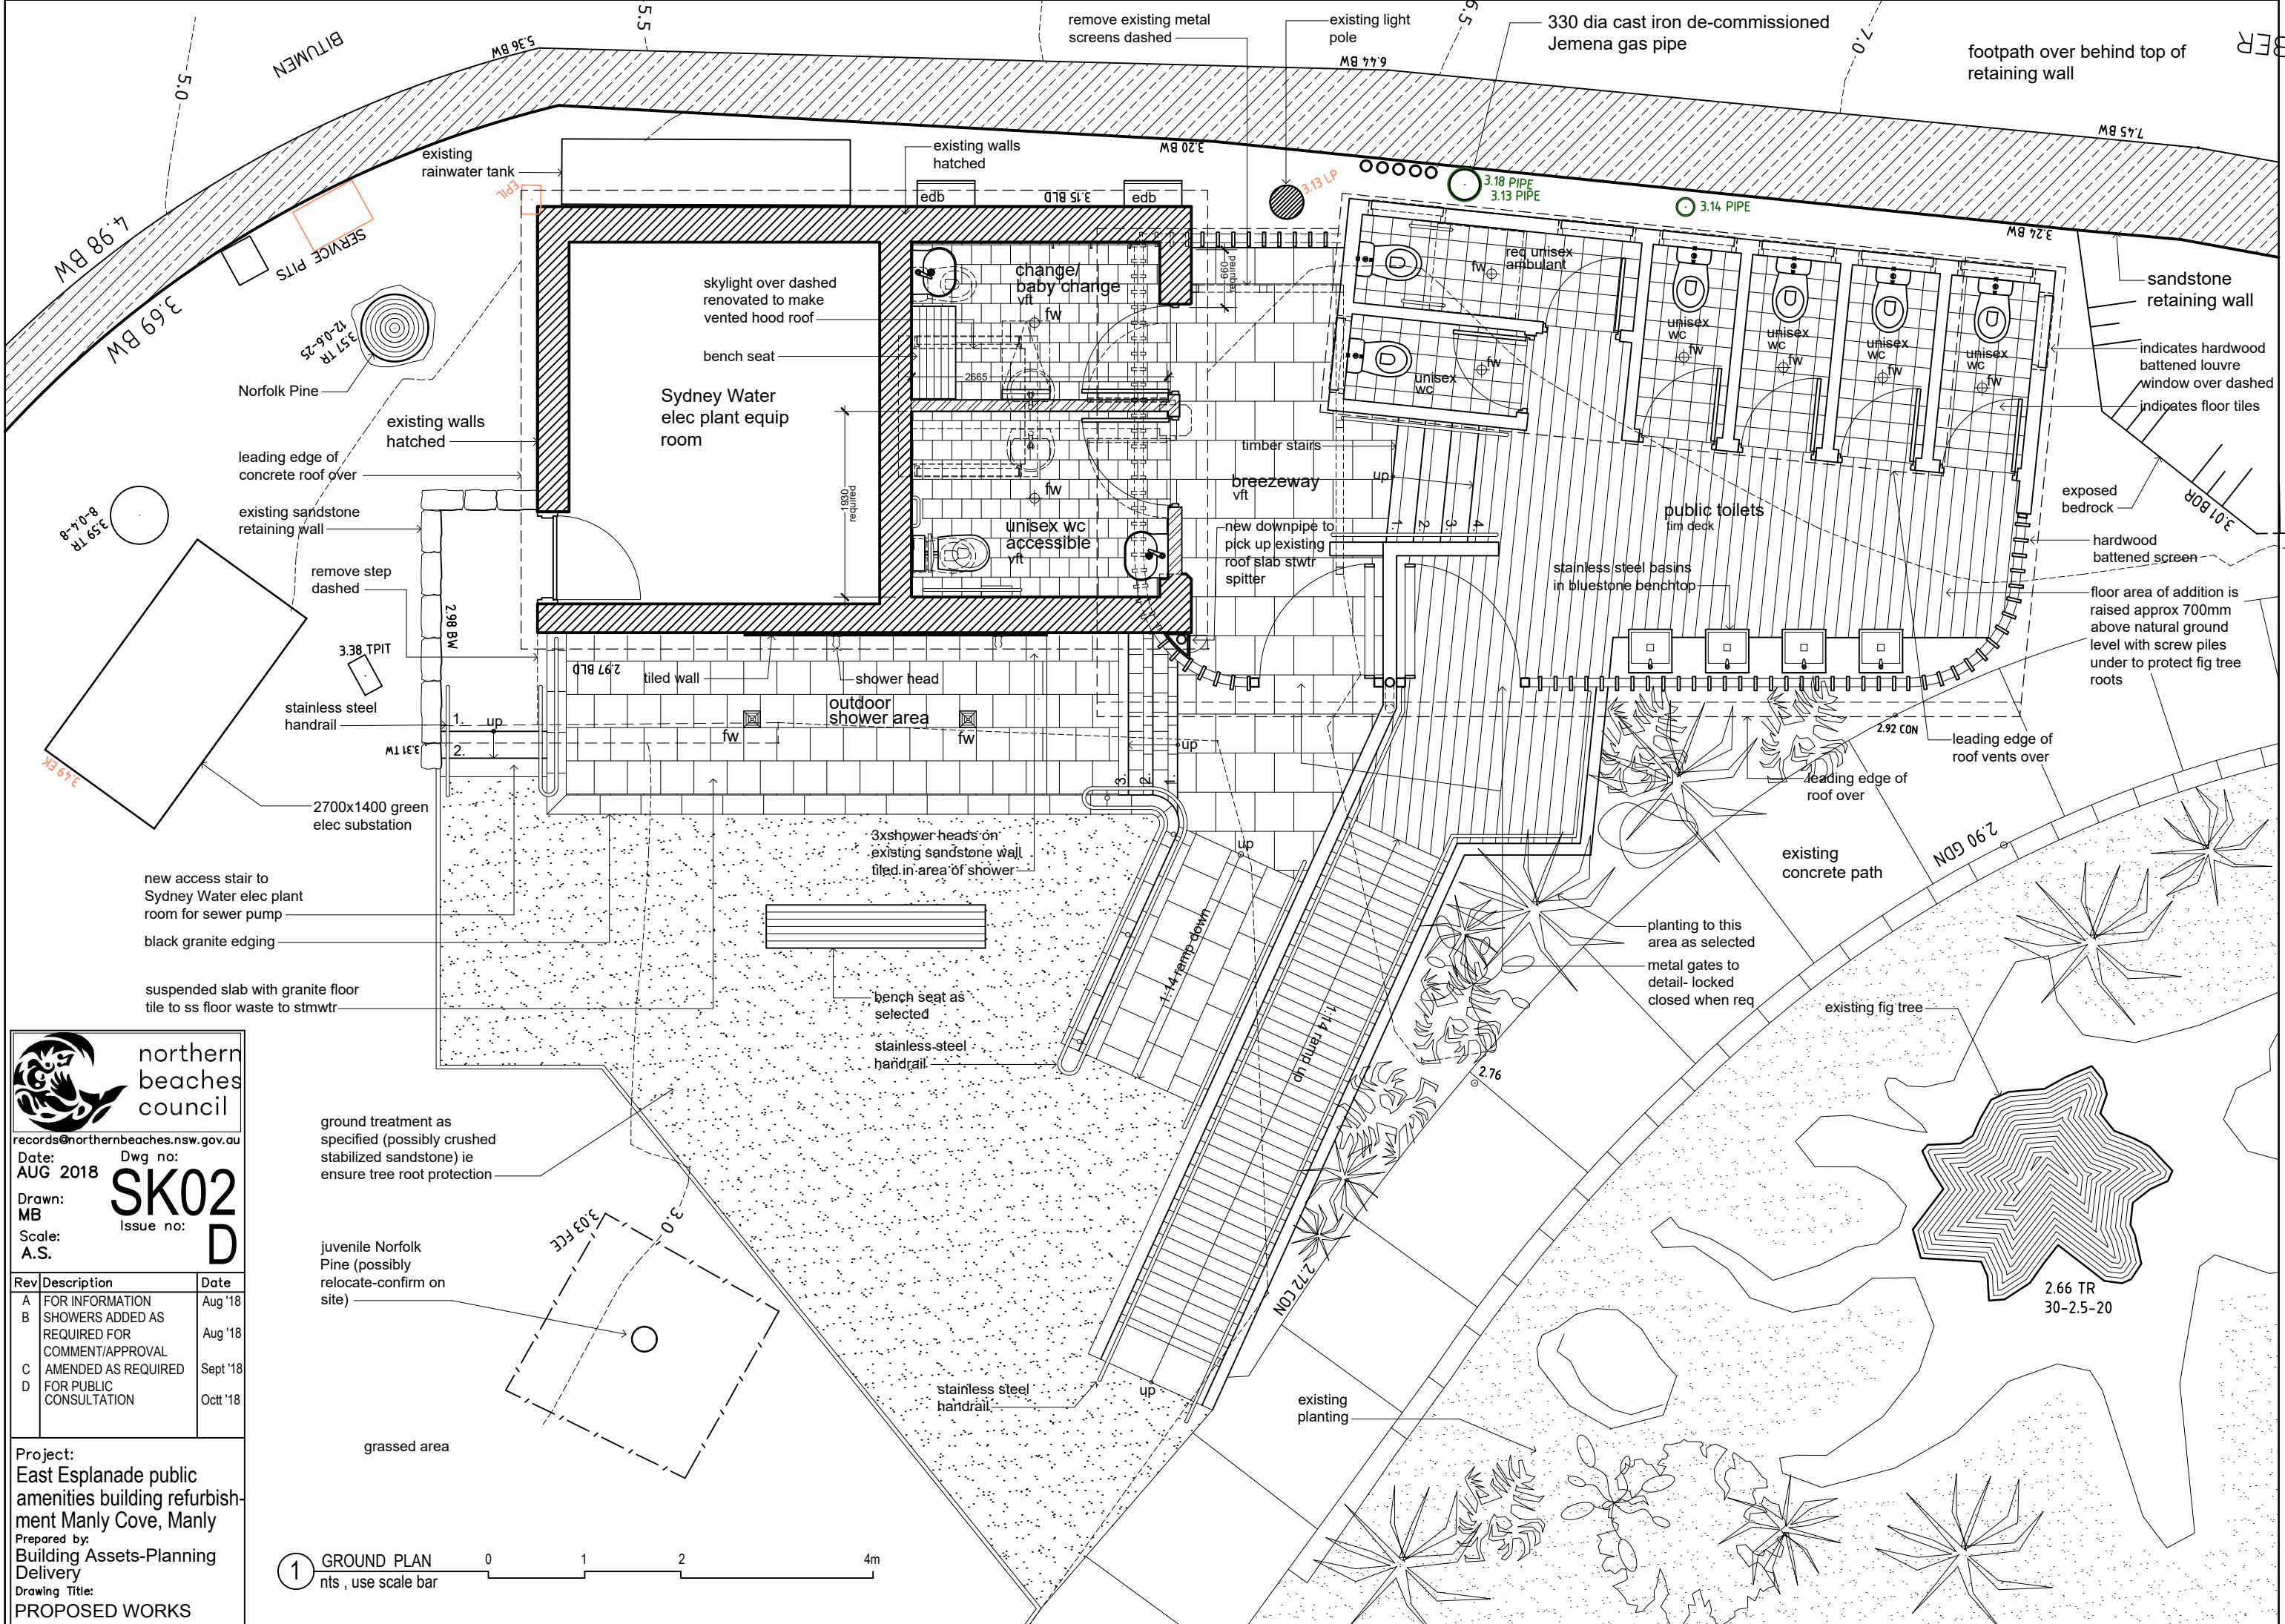 5.0
BITUMEN
5.36 BW
5.5
remove existing metal
screens dashed
existing light
pole
6.44 BW
6.5
330 dia cast iron de-commissioned
Jemena gas pipe
7.0
footpath over behind top of
retaining wall
BER
7.45 BW
existing
rainwater tank
existing walls
hatched
3.20 BW
EPIL
edb
3.15 BLD
edb
3.13 LP
3.18 PIPE
3.13 PIPE
3.14 PIPE
3.24 BW
4.98 BW
3.69 BW
SERVICE PITS
3.57 TR
12-0.6-25
Norfolk Pine
existing walls
hatched
leading edge of
concrete roof over
existing sandstone
retaining wall
3.59 TR
8-0.4-8
remove step
dashed
2.98 BW
3.38 TPIT
stainless steel
handrail
3.31 TW
3.49 EK
2700x1400 green
elec substation
1.
up
2.
skylight over dashed
renovated to make
vented hood roof
bench seat
Sydney Water
elec plant equip
room
change/
baby change
vft
fw
2665
1930
required
660
required
fw
unisex wc
accessible
vft
timber stairs
breezeway
vft
up
1.
2.
3.
4.
new downpipe to
pick up existing
roof slab stwtr
spitter
req unisex
ambulant
fw
unisex
wc
fw
unisex
wc
fw
unisex
wc
fw
unisex
wc
fw
unisex
wc
fw
public toilets
tim deck
stainless steel basins
in bluestone benchtop
sandstone
retaining wall
indicates hardwood
battened louvre
window over dashed
indicates floor tiles
exposed
bedrock
3.01 BDR
hardwood
battened screen
floor area of addition is
raised approx 700mm
above natural ground
level with screw piles
under to protect fig tree
roots
2.97 BLD
tiled wall
shower head
outdoor
shower area
fw
fw
up
3.
2.
1.
2.62 CON
leading edge of
roof vents over
leading edge of
roof over
2.90 GDN
existing
concrete path
3xshower heads on
existing sandstone wall
tiled in area of shower
up
1:14 ramp down
1:14 ramp up
new access stair to
Sydney Water elec plant
room for sewer pump
black granite edging
suspended slab with granite floor
tile to ss floor waste to stmwtr
bench seat as
selected
stainless steel
handrail
planting to this
area as selected
metal gates to
detail- locked
closed when req
existing fig tree
2.76
ground treatment as
specified (possibly crushed
stabilized sandstone) ie
ensure tree root protection
3.03 FCE
3.0
juvenile Norfolk
Pine (possibly
relocate-confirm on
site)
2.72 CON
2.66 TR
30-2.5-20
stainless steel
handrail
up
existing
planting
grassed area
northern
beaches
council
records@northernbeaches.nsw.gov.au
Date:
AUG 2018
Dwg no:
SK02
Drawn:
MB
Issue no:
D
Scale:
A.S.
Rev Description Date
A FOR INFORMATION Aug '18
B SHOWERS ADDED AS
REQUIRED FOR Aug '18
COMMENT/APPROVAL
C AMENDED AS REQUIRED Sept '18
D FOR PUBLIC
CONSULTATION Octt '18
Project:
East Esplanade public
amenities building refurbish-
ment Manly Cove, Manly
Prepared by:
Building Assets-Planning
Delivery
Drawing Title:
PROPOSED WORKS
1 GROUND PLAN
nts , use scale bar
0 1 2 4m